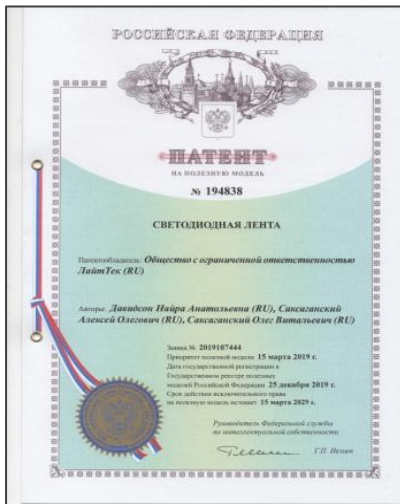 РОССИЙСКАЯ ФЕДЕРАЦИЯ
ПАТЕНТ
НА ПОЛЕЗНУЮ МОДЕЛЬ
№ 194838
СВЕТОДИОДНАЯ ЛЕНТА
Патентообладатель: Общество с ограниченной ответственностью
ЛайтТек (RU)
Авторы: Давидсон Найра Анатольевна (RU), Саксаганский
Алексей Олегович (RU), Саксаганский Олег Витальевич (RU)
Заявка № 2019107444
Приоритет полезной модели 15 марта 2019 г.
Дата государственной регистрации в
Государственном реестре полезных
моделей Российской Федерации 25 декабря 2019 г.
Срок действия исключительного права
на полезную модель истекает 15 марта 2029 г.
Руководитель Федеральной службы
по интеллектуальной собственности
Г.П. Ивлиев